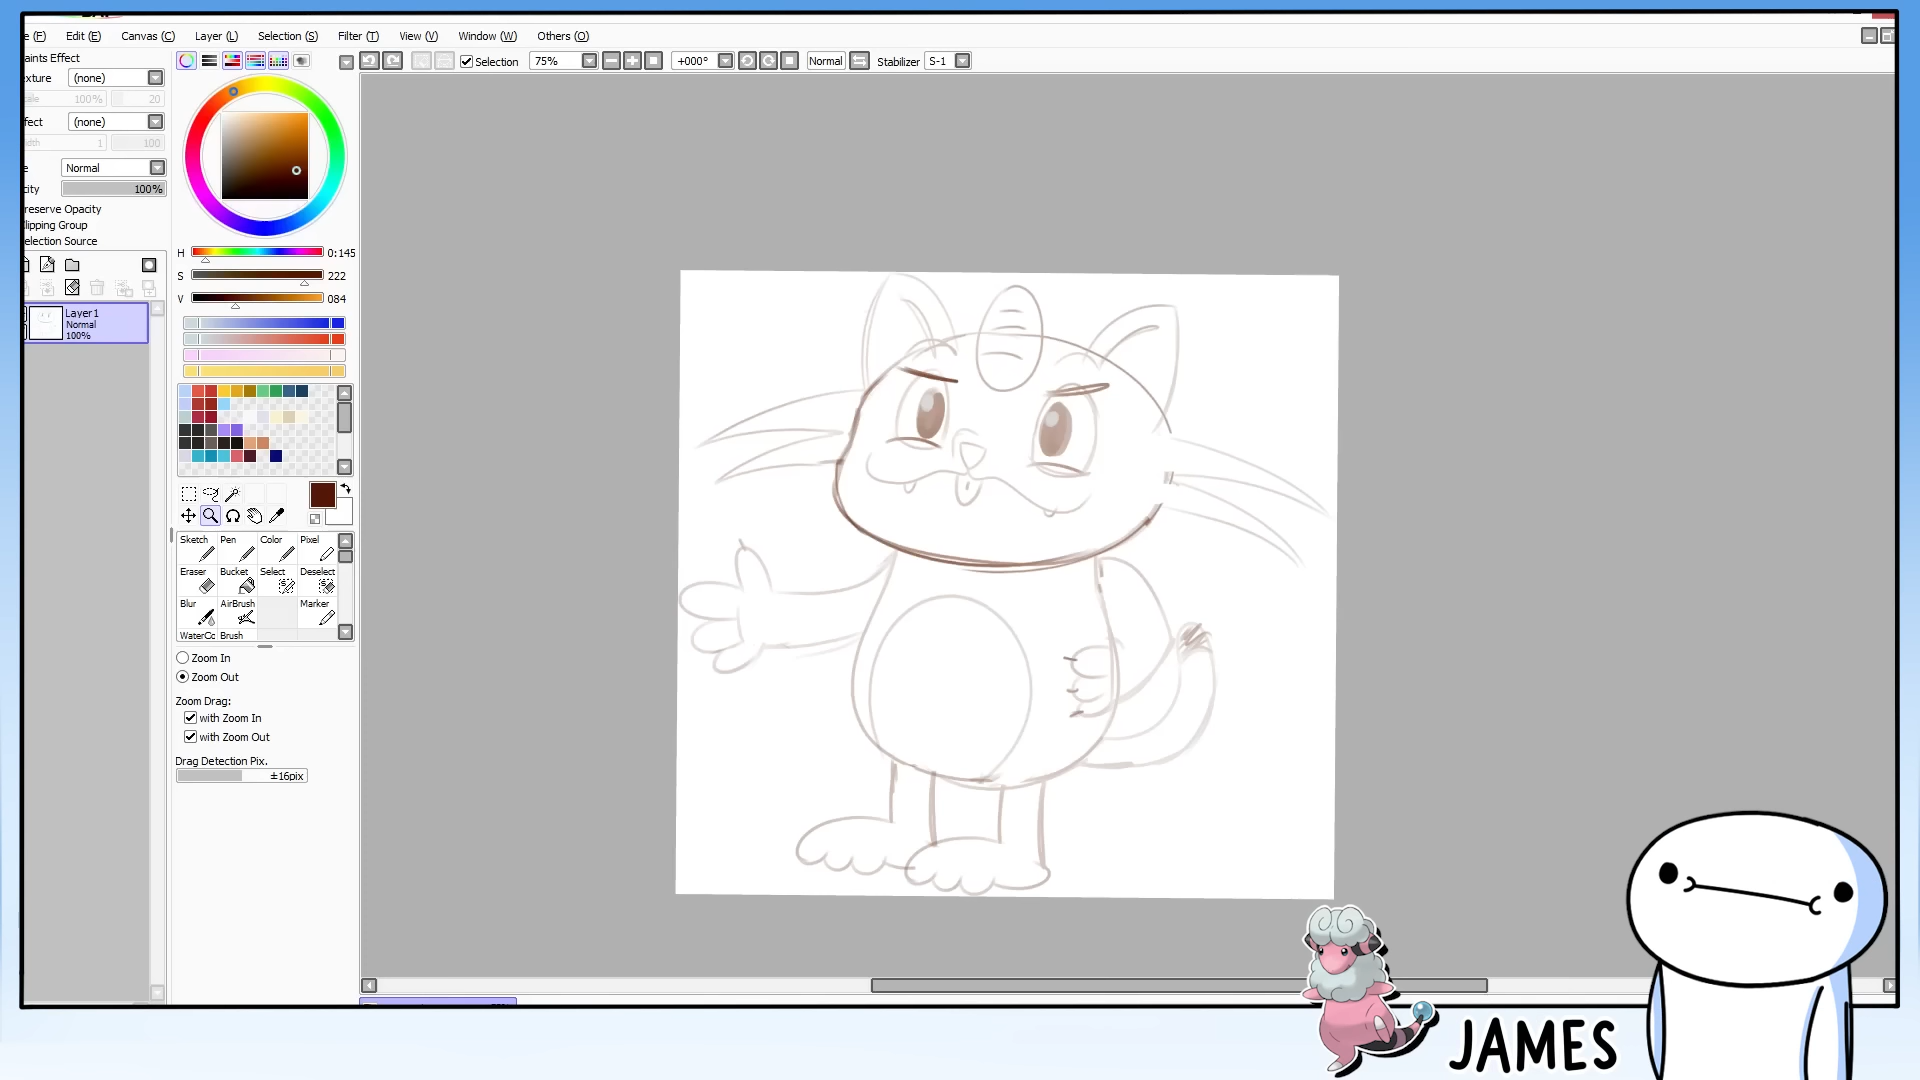 (F) Edit (E) Canvas (C) Layer (L) Selection (S) Filter (T) View (V) Window (W) Others (O)
Selection 75% +000° Normal Stabilizer S-1
aints Effect
exture (none)
100% 20
fect (none)
1 100
Normal
100%
reserve Opacity
lipping Group
election Source
Layer1
Normal
100%
H 0:145
S 222
V 084
Sketch Pen Color Pixel
Eraser Bucket Select Deselect
Blur AirBrush Marker
WaterCc Brush
Zoom In
Zoom Out
Zoom Drag:
with Zoom In
with Zoom Out
Drag Detection Pix.
±16pix
JAMES